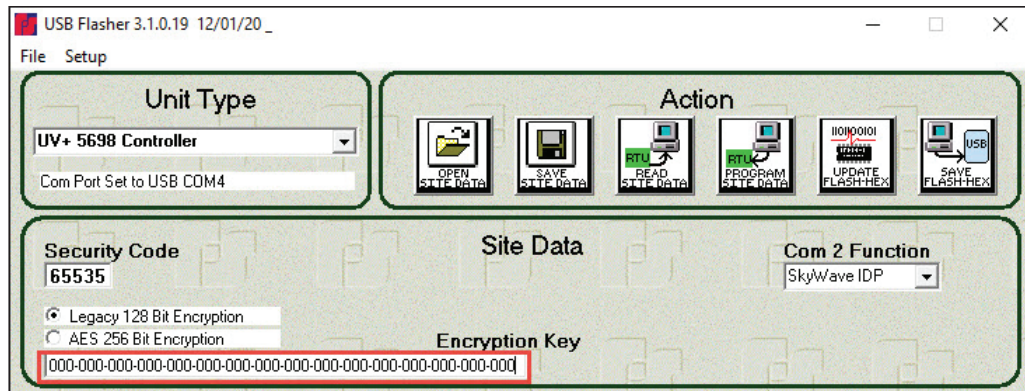 USB Flasher 3.1.0.19 12/01/20 _
File Setup
Unit Type
UV+ 5698 Controller
Com Port Set to USB COM4
Action
OPEN
SITE DATA
SAVE
SITE DATA
RTU
READ
SITE DATA
RTU
PROGRAM
SITE DATA
UPDATE
FLASH-HEX
USB
SAVE
FLASH-HEX
Site Data
Security Code
65535
Com 2 Function
SkyWave IDP
Legacy 128 Bit Encryption
AES 256 Bit Encryption
Encryption Key
000-000-000-000-000-000-000-000-000-000-000-000-000-000-000-000